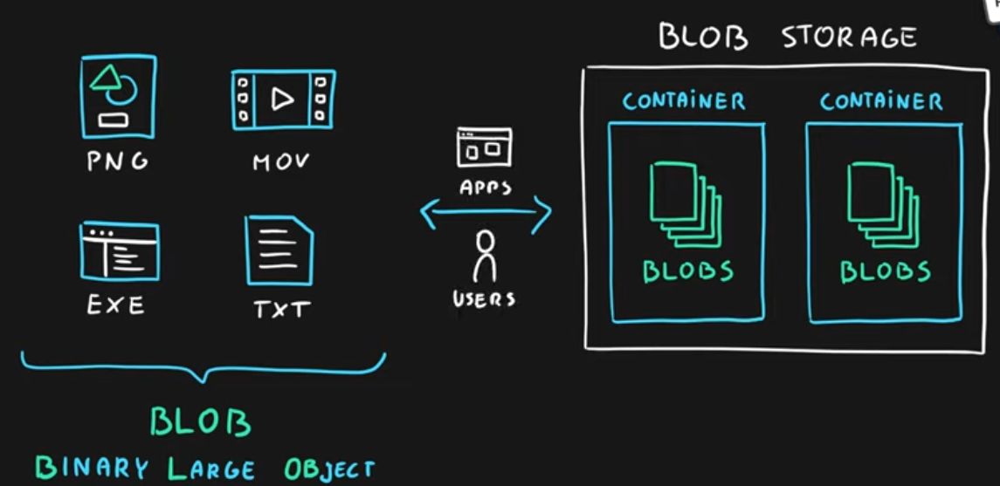 BLOB STORAGE
CONTAINER CONTAINER
PNG MOV
APPS
EXE TXT
USERS
BLOBS BLOBS
BLOB
BINARY LARGE OBJECT